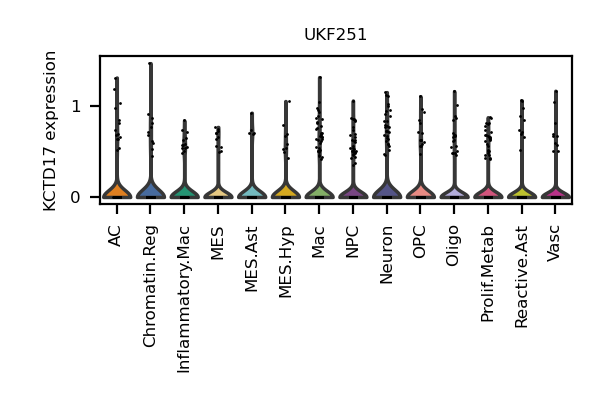 UKF251
KCTD17 expression
1
0
AC
Chromatin.Reg
Inflammatory.Mac
MES
MES.Ast
MES.Hyp
Mac
NPC
Neuron
OPC
Oligo
Prolif.Metab
Reactive.Ast
Vasc